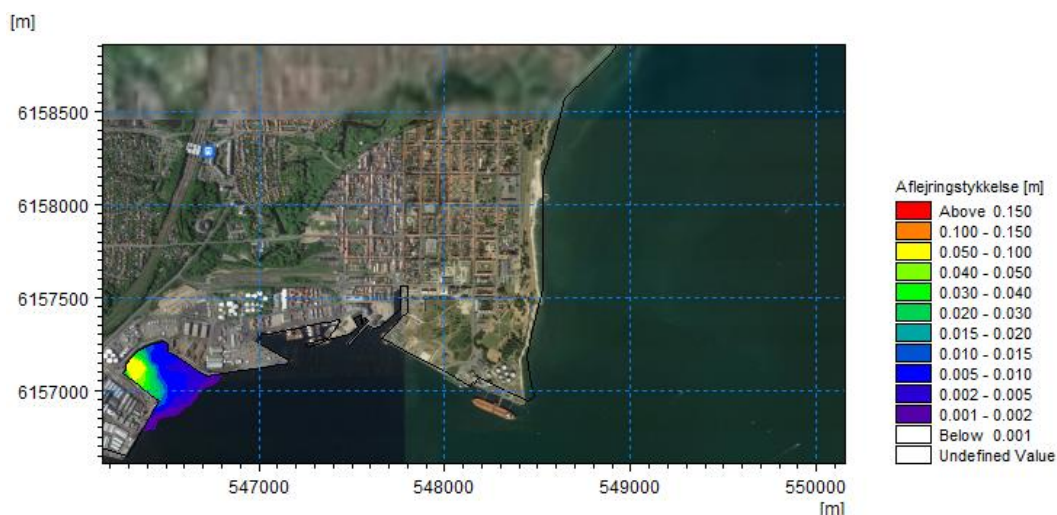 [m]
6158500
6158000
6157500
6157000
547000
548000
549000
550000
[m]
Aflejringstykkelse [m]
Above 0.150
0.100 - 0.150
0.050 - 0.100
0.040 - 0.050
0.030 - 0.040
0.020 - 0.030
0.015 - 0.020
0.010 - 0.015
0.005 - 0.010
0.002 - 0.005
0.001 - 0.002
Below 0.001
Undefined Value